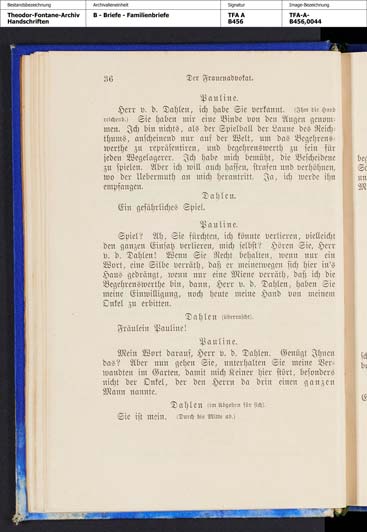 Bestandsbezeichnung
Archivalieneinheit
Signatur
Image-Bezeichnung
Theodor-Fontane-Archiv
Handschriften
B - Briefe - Familienbriefe
TFA A
B456
TFA-A-
B456,0044
36
Der Frauenadvokat.
Pauline.
Herr v. d. Dahlen, ich habe Sie verkannt. (Ihm die Hand
reichend.) Sie haben mir eine Binde von den Augen genom-
men. Ich bin nichts, als der Spielball der Laune des Reich-
thums, anscheinend nur auf der Welt, um das Begehrens-
werthe zu repräsentiren, und begehrenswerth zu sein für
jeden Wegelagerer. Ich habe mich bemüht, die Bescheidene
zu spielen. Aber ich will auch hassen, strafen und verhöhnen,
wo der Uebermuth an mich herantritt. Ja, ich werde ihn
empfangen.
Dahlen.
Ein gefährliches Spiel.
Pauline.
Spiel? Ah, Sie fürchten, ich könnte verlieren, vielleicht
den ganzen Einsatz verlieren, mich selbst? Hören Sie, Herr
v. d. Dahlen! Wenn Sie Recht behalten, wenn nur ein
Wort, eine Silbe verräth, daß er meinetwegen sich hier in's
Haus gedrängt, wenn nur eine Miene verräth, daß ich die
Begehrenswerthe bin, dann, Herr v. d. Dahlen, haben Sie
meine Einwilligung, noch heute meine Hand von meinem
Onkel zu erbitten.
Dahlen (überrascht).
Fräulein Pauline!
Pauline.
Mein Wort darauf, Herr v. d. Dahlen. Genügt Ihnen
das? Aber nun gehen Sie, unterhalten Sie meine Ver-
wandten im Garten, damit mich Keiner hier stört, besonders
nicht der Onkel, der den Herrn da drin einen ganzen
Mann nannte.
Dahlen (im Abgehen für sich).
Sie ist mein. (Durch die Mitte ab.)